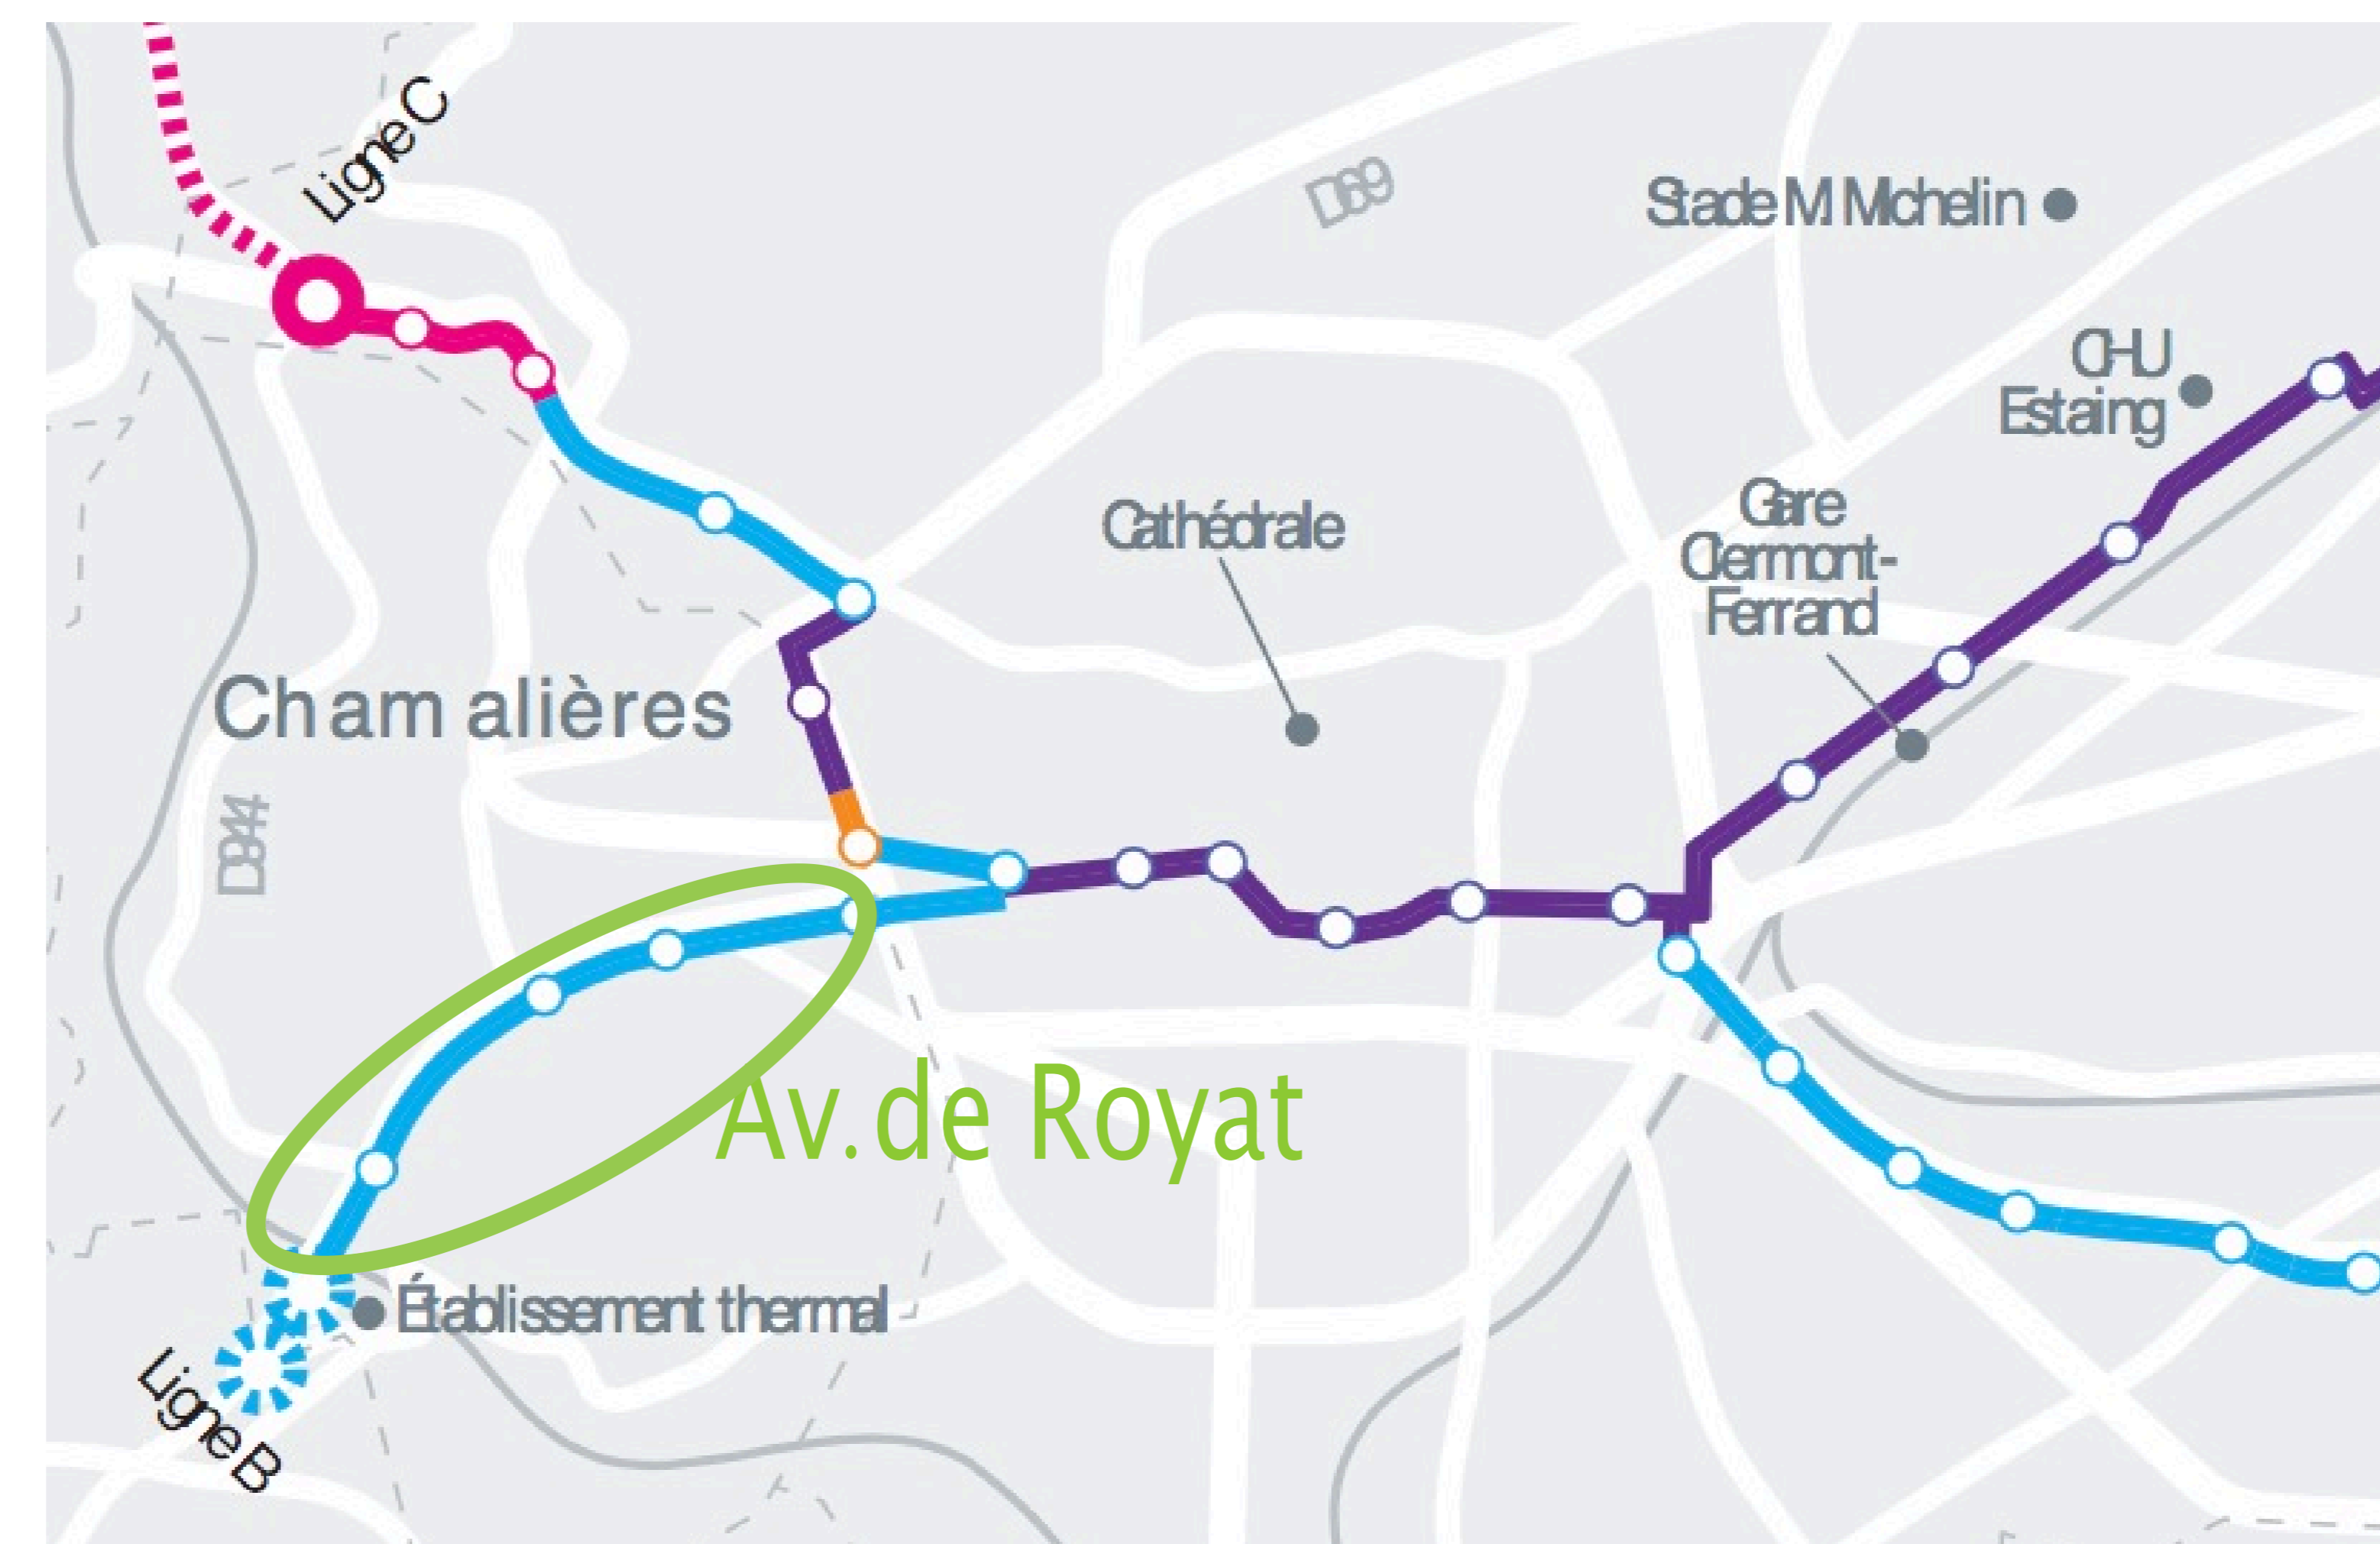 Ligne C
D69
Stade M. Michelin
CHU
Estaing
Gare
Clermont-
Ferrand
Cathédrale
Chamalières
D944
Av. de Royat
Établissement thermal
Ligne B